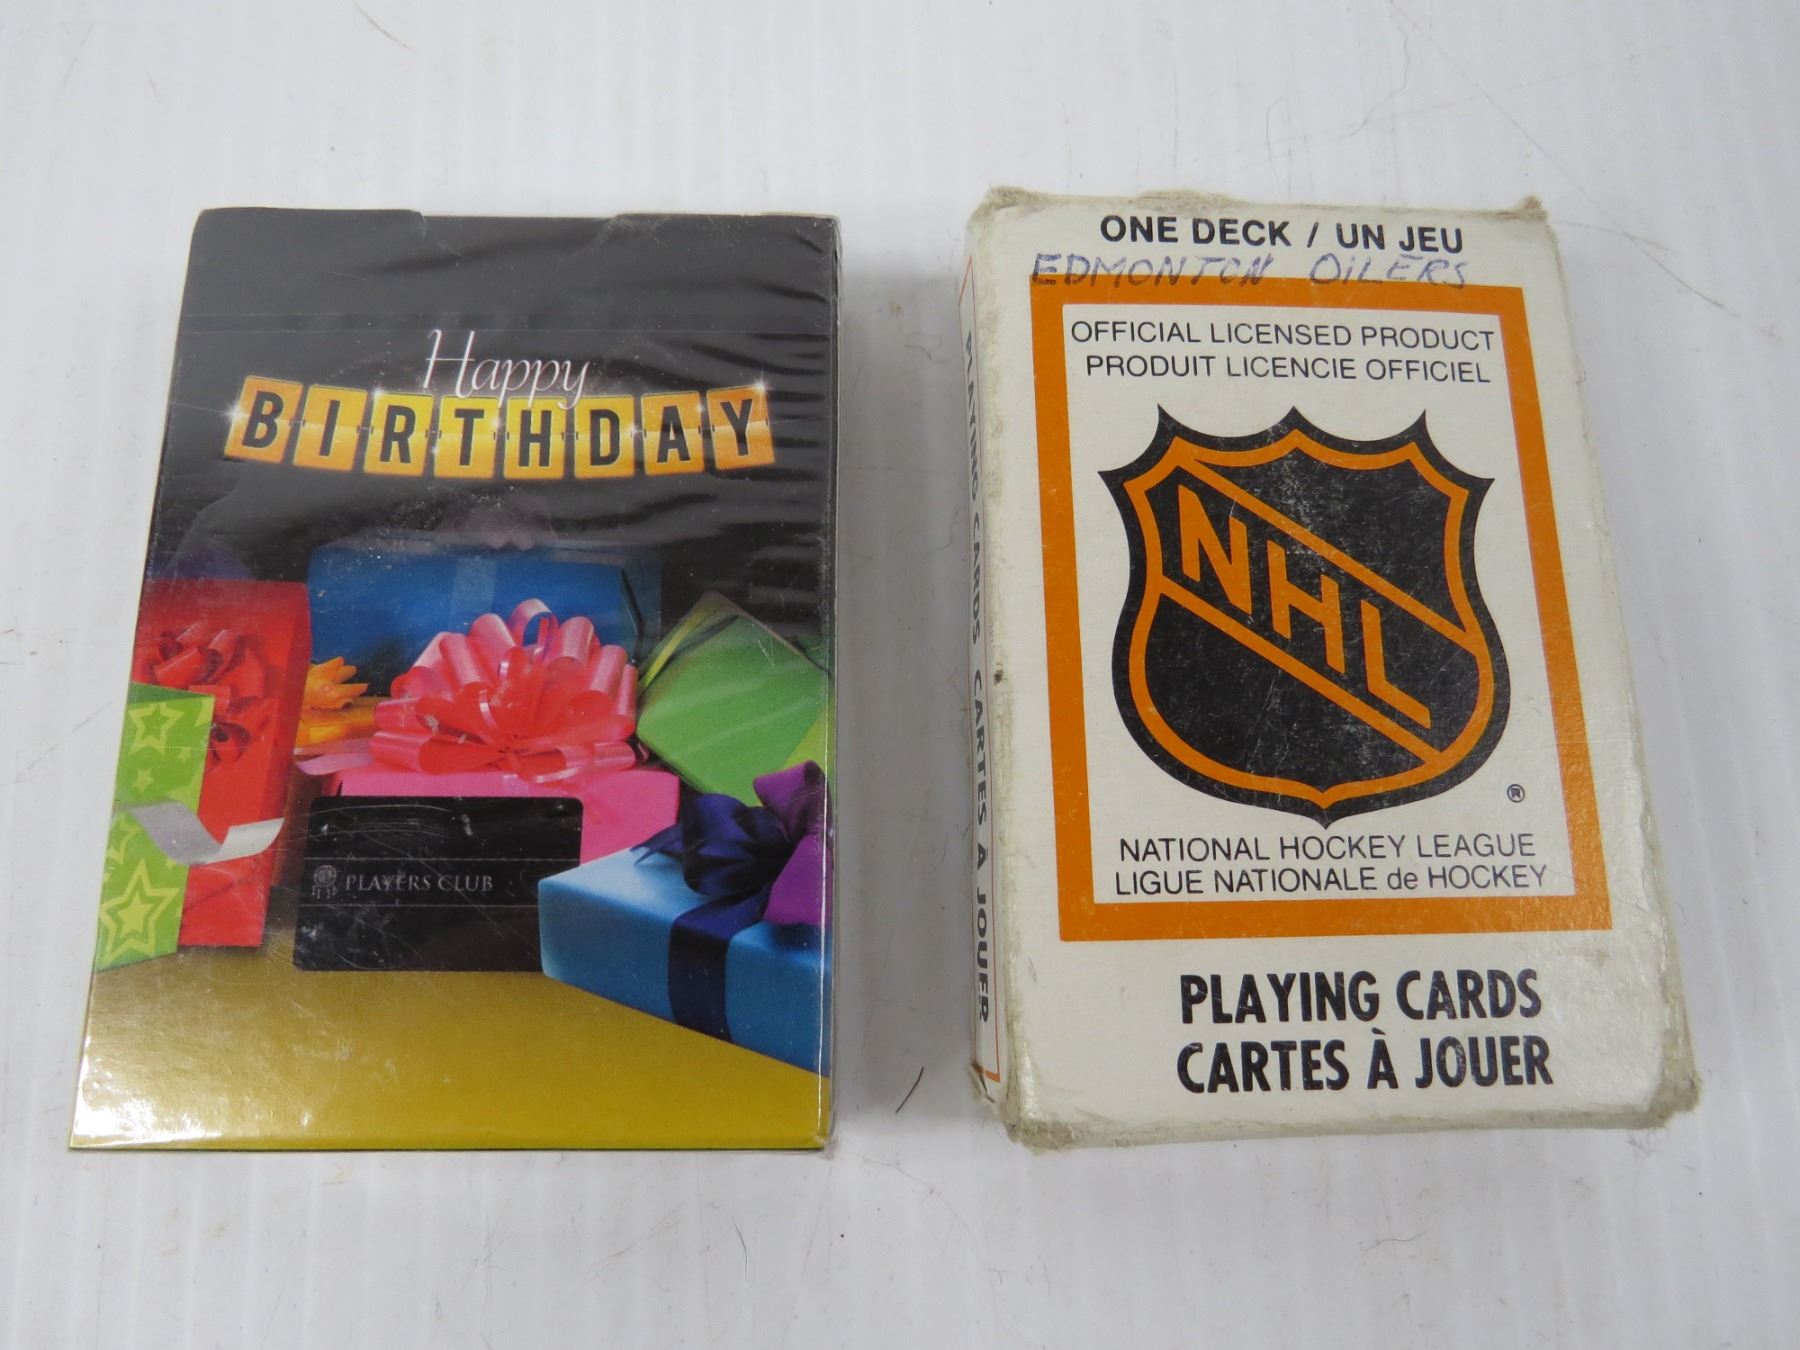 Happy
BIRTHDAY
PLAYERS CLUB
ONE DECK / UN JEU
EDMONTON OILERS
OFFICIAL LICENSED PRODUCT
PRODUIT LICENCIE OFFICIEL
NHL
®
NATIONAL HOCKEY LEAGUE
LIGUE NATIONALE de HOCKEY
PLAYING CARDS
CARTES À JOUER
PLAYING CARDS CARTES A JOUER